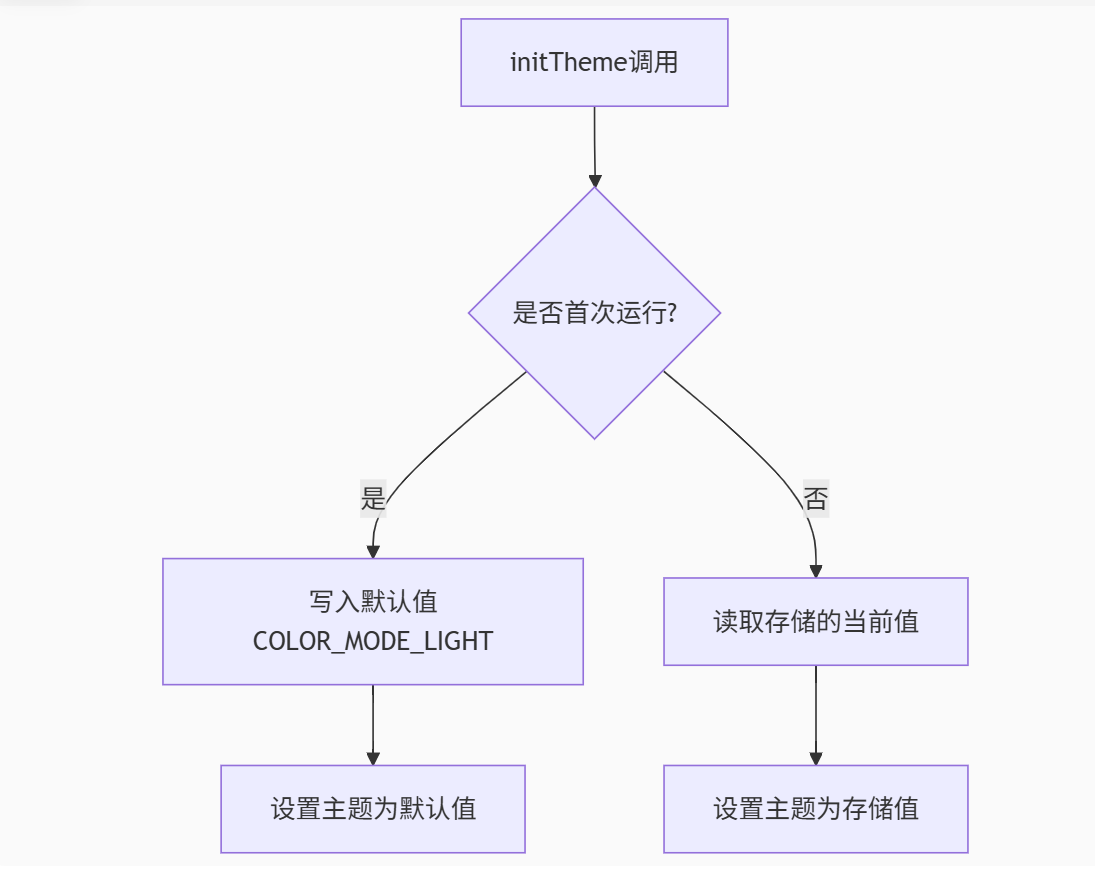 initTheme调用
是否首次运行?
是
否
写入默认值
COLOR_MODE_LIGHT
读取存储的当前值
设置主题为默认值
设置主题为存储值